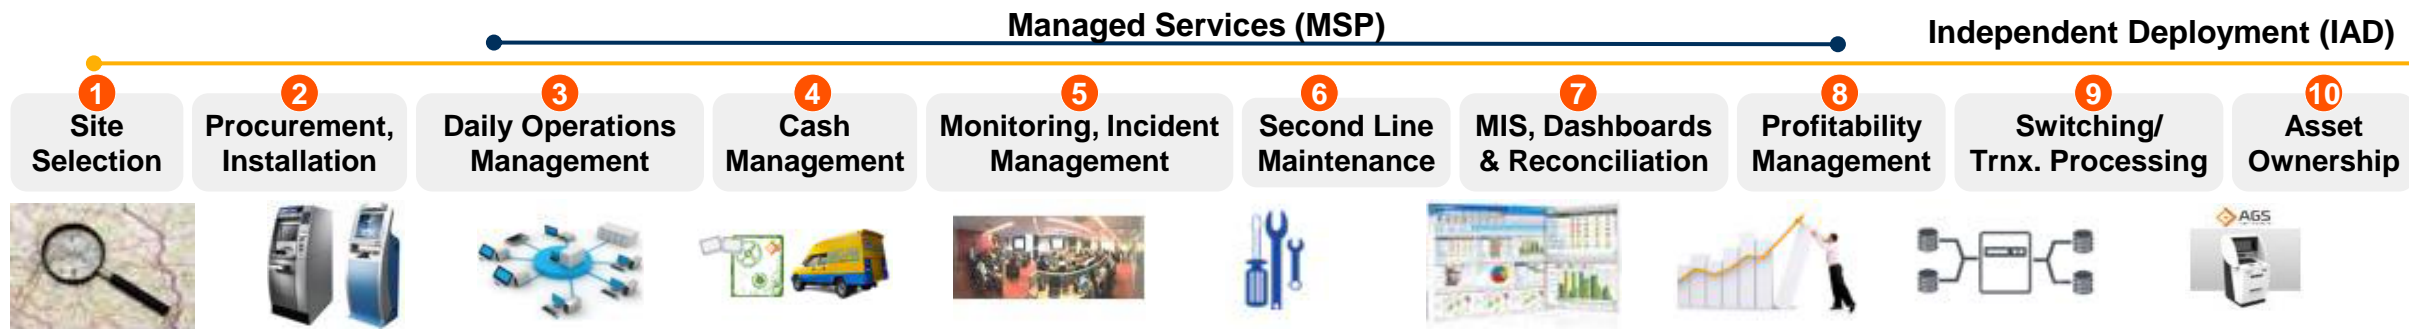 Managed Services (MSP)
Independent Deployment (IAD)
1
2
3
4
5
6
7
8
9
10
Site
Selection
Procurement,
Installation
Daily Operations
Management
Cash
Management
Monitoring, Incident
Management
Second Line
Maintenance
MIS, Dashboards
& Reconciliation
Profitability
Management
Switching/
Trnx. Processing
Asset
Ownership
AGS